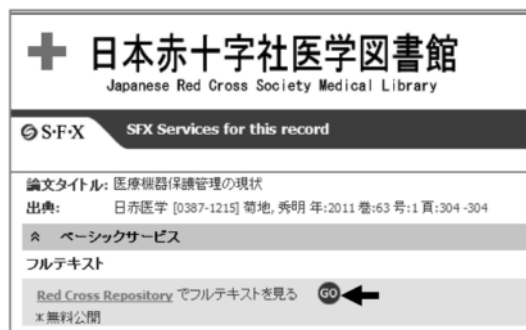 日本赤十字社医学図書館
Japanese Red Cross Society Medical Library
S·F·X SFX Services for this record
論文タイトル: 医療機器保護管理の現状
出典: 日赤医学 [0387-1215] 菊地, 秀明 年:2011 巻:63 号:1 頁:304 -304
ベーシックサービス
フルテキスト
Red Cross Repository でフルテキストを見る GO
*無料公開